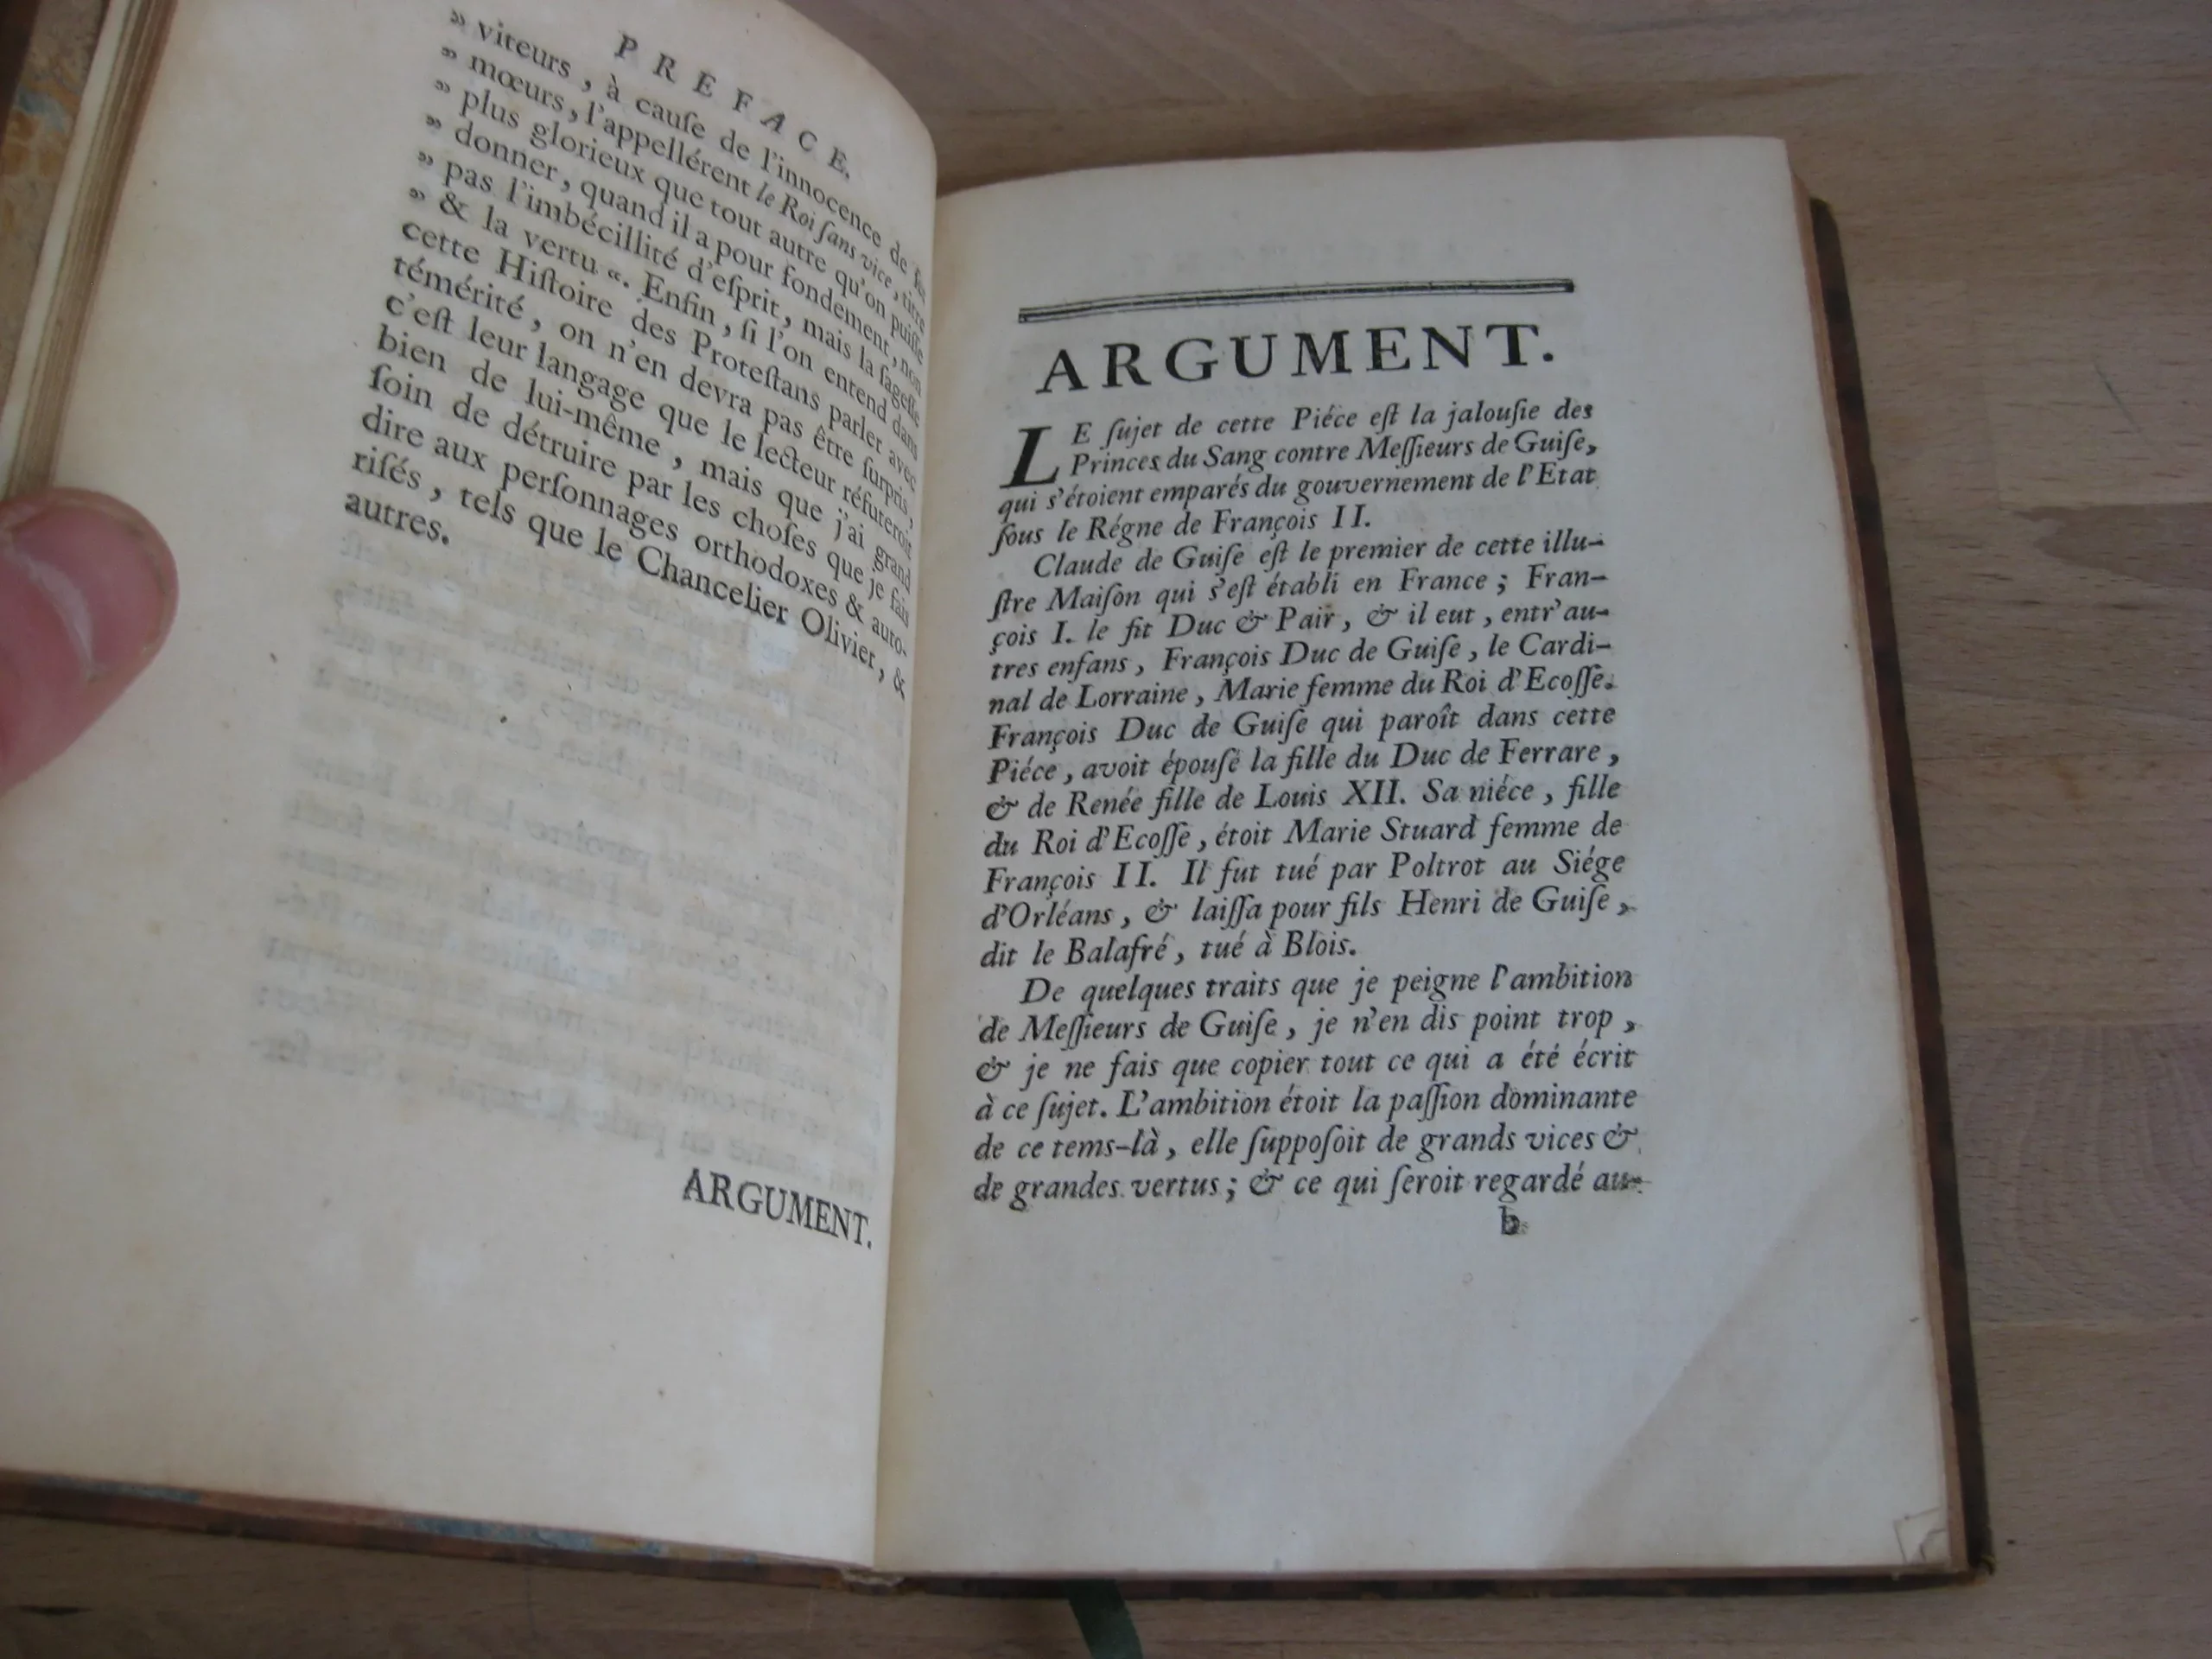 PREFACE.
» viteurs, à cauſe de l'innocence de ſes
» mœurs, l'appellérent le Roi ſans vice, titre
» plus glorieux que tout autre qu'on puiſſe
» donner, quand il a pour fondement, non
» pas l'imbécillité d'eſprit, mais la ſageſſe
» & la vertu «. Enfin, ſi l'on entend dans
cette Hiſtoire des Proteſtans parler avec
témérité, on n'en devra pas être ſurpris,
c'eſt leur langage que le lecteur réfuteroit
bien de lui-même, mais que j'ai grand
ſoin de détruire par les choſes que je fais
dire aux perſonnages orthodoxes & auto-
riſés, tels que le Chancelier Olivier, &
autres.
ARGUMENT.
ARGUMENT.
LE ſujet de cette Piéce eſt la jalouſie des
Princes du Sang contre Meſſieurs de Guiſe,
qui s'étoient emparés du gouvernement de l'Etat
ſous le Régne de François II.
Claude de Guiſe eſt le premier de cette illu-
ſtre Maiſon qui s'eſt établi en France ; Fran-
çois I. le fit Duc & Pair, & il eut, entr'au-
tres enfans, François Duc de Guiſe, le Cardi-
nal de Lorraine, Marie femme du Roi d'Ecoſſe.
François Duc de Guiſe qui paroît dans cette
Piéce, avoit épouſé la fille du Duc de Ferrare,
& de Renée fille de Louis XII. Sa niéce, fille
du Roi d'Ecoſſe, étoit Marie Stuard femme de
François II. Il fut tué par Poltrot au Siége
d'Orléans, & laiſſa pour fils Henri de Guiſe,
dit le Balafré, tué à Blois.
De quelques traits que je peigne l'ambition
de Meſſieurs de Guiſe, je n'en dis point trop,
& je ne fais que copier tout ce qui a été écrit
à ce ſujet. L'ambition étoit la paſſion dominante
de ce tems-là, elle ſuppoſoit de grands vices &
de grandes vertus ; & ce qui ſeroit regardé au-
b